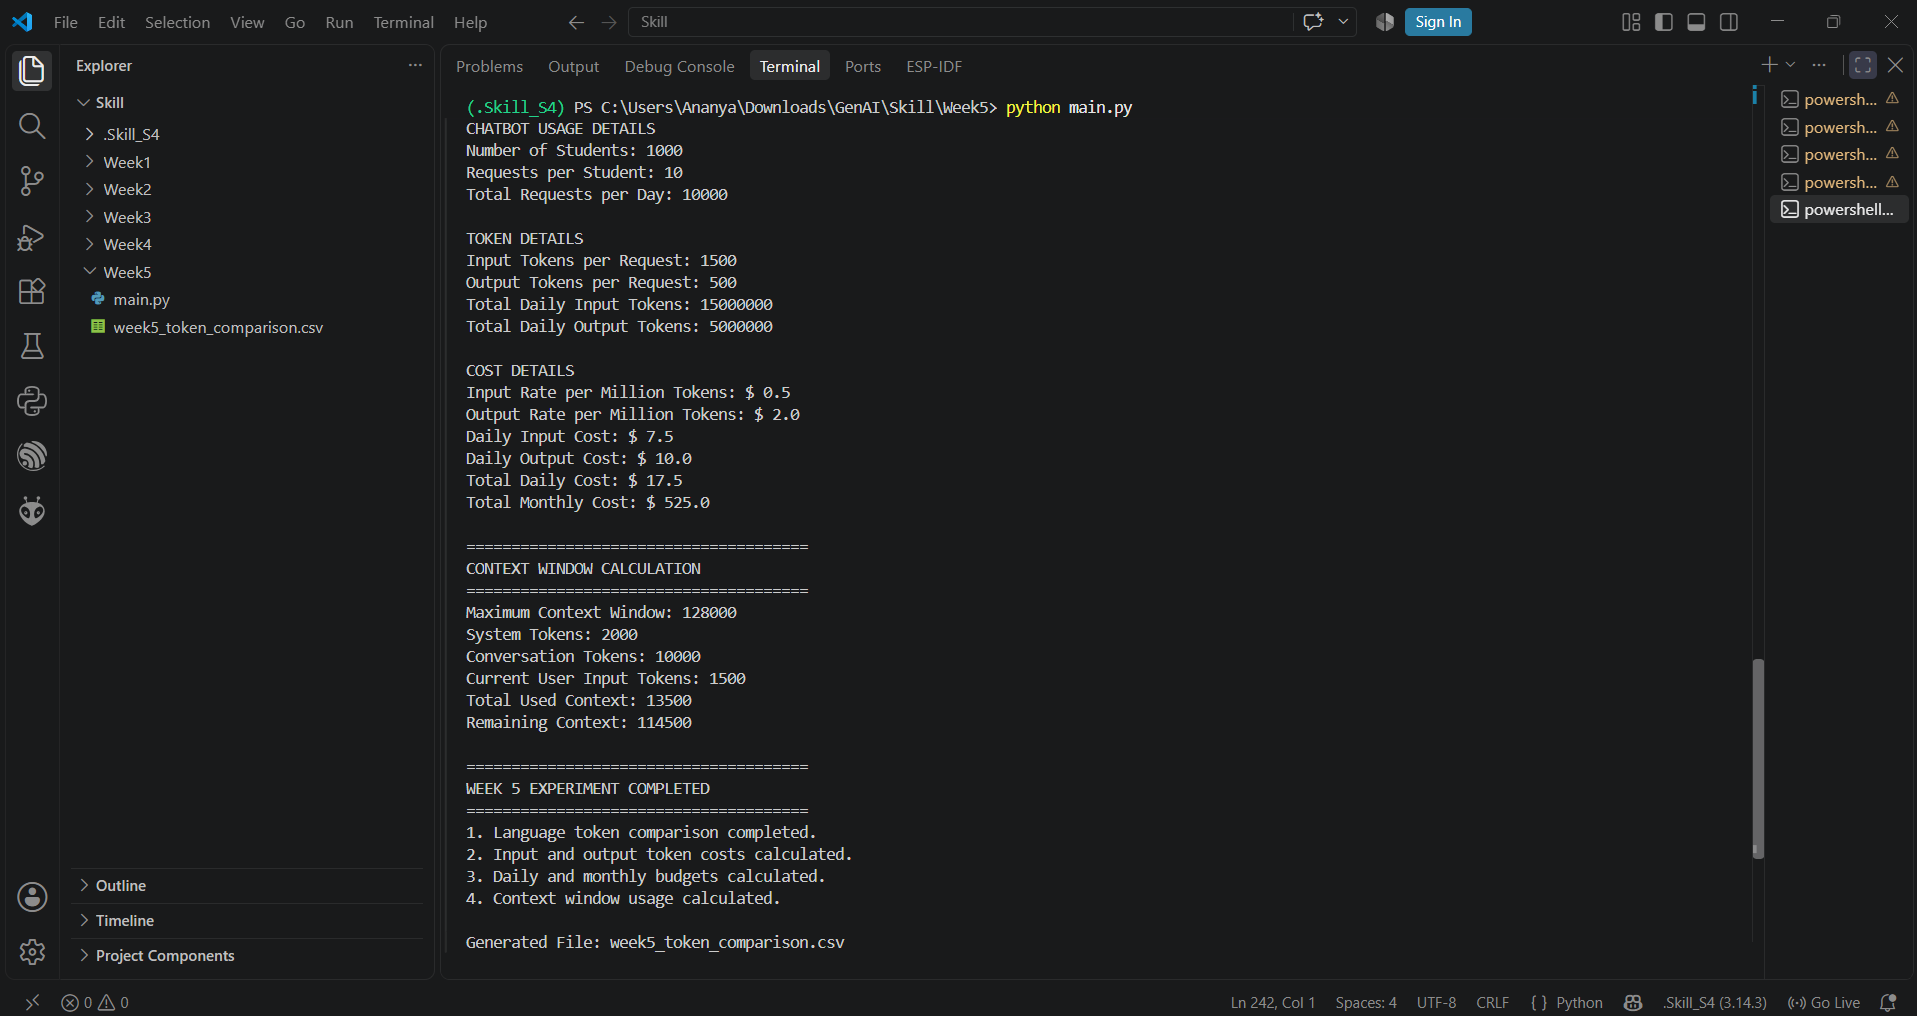 File Edit Selection View Go Run Terminal Help
Skill
Sign In
Explorer
Skill
.Skill_S4
Week1
Week2
Week3
Week4
Week5
main.py
week5_token_comparison.csv
Outline
Timeline
Project Components
Problems Output Debug Console Terminal Ports ESP-IDF
(.Skill_S4) PS C:\Users\Ananya\Downloads\GenAI\Skill\Week5> python main.py
CHATBOT USAGE DETAILS
Number of Students: 1000
Requests per Student: 10
Total Requests per Day: 10000
TOKEN DETAILS
Input Tokens per Request: 1500
Output Tokens per Request: 500
Total Daily Input Tokens: 15000000
Total Daily Output Tokens: 5000000
COST DETAILS
Input Rate per Million Tokens: $ 0.5
Output Rate per Million Tokens: $ 2.0
Daily Input Cost: $ 7.5
Daily Output Cost: $ 10.0
Total Daily Cost: $ 17.5
Total Monthly Cost: $ 525.0
======================================
CONTEXT WINDOW CALCULATION
======================================
Maximum Context Window: 128000
System Tokens: 2000
Conversation Tokens: 10000
Current User Input Tokens: 1500
Total Used Context: 13500
Remaining Context: 114500
======================================
WEEK 5 EXPERIMENT COMPLETED
======================================
1. Language token comparison completed.
2. Input and output token costs calculated.
3. Daily and monthly budgets calculated.
4. Context window usage calculated.
Generated File: week5_token_comparison.csv
powersh...
powersh...
powersh...
powersh...
powershell...
0 0 Ln 242, Col 1 Spaces: 4 UTF-8 CRLF { } Python .Skill_S4 (3.14.3) Go Live